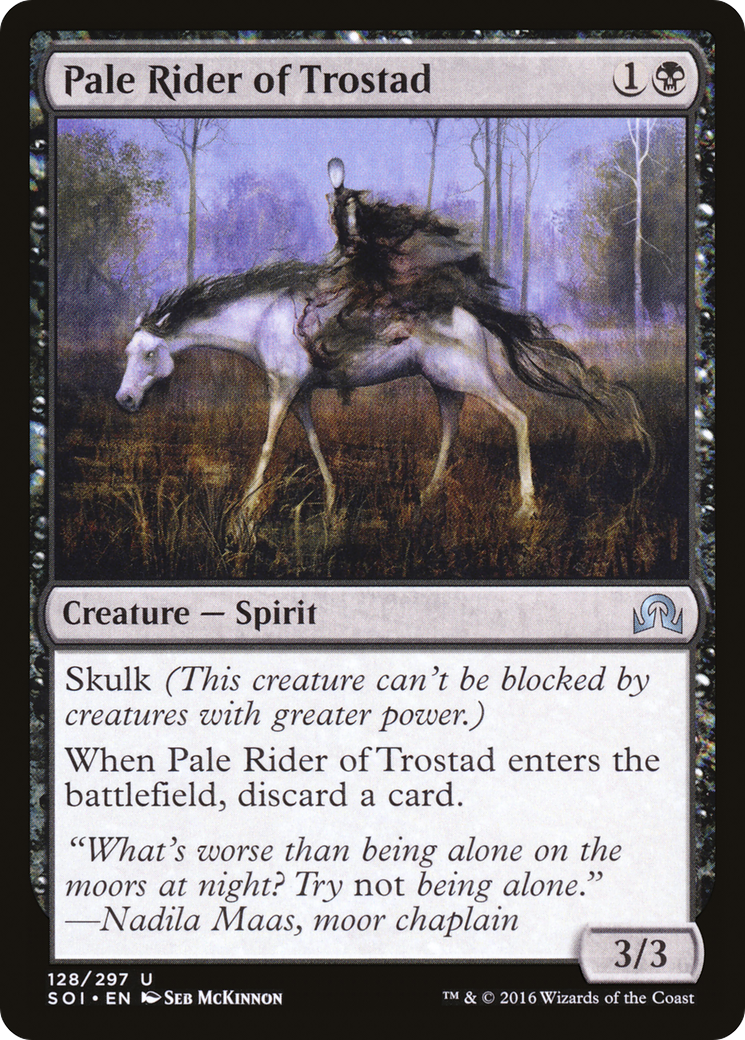 Pale Rider of Trostad 1
Creature — Spirit
Skulk (This creature can't be blocked by
creatures with greater power.)
When Pale Rider of Trostad enters the
battlefield, discard a card.
“What's worse than being alone on the
moors at night? Try not being alone.”
—Nadila Maas, moor chaplain
3/3
128/297 U
SOI • EN Seb McKinnon ™ & © 2016 Wizards of the Coast